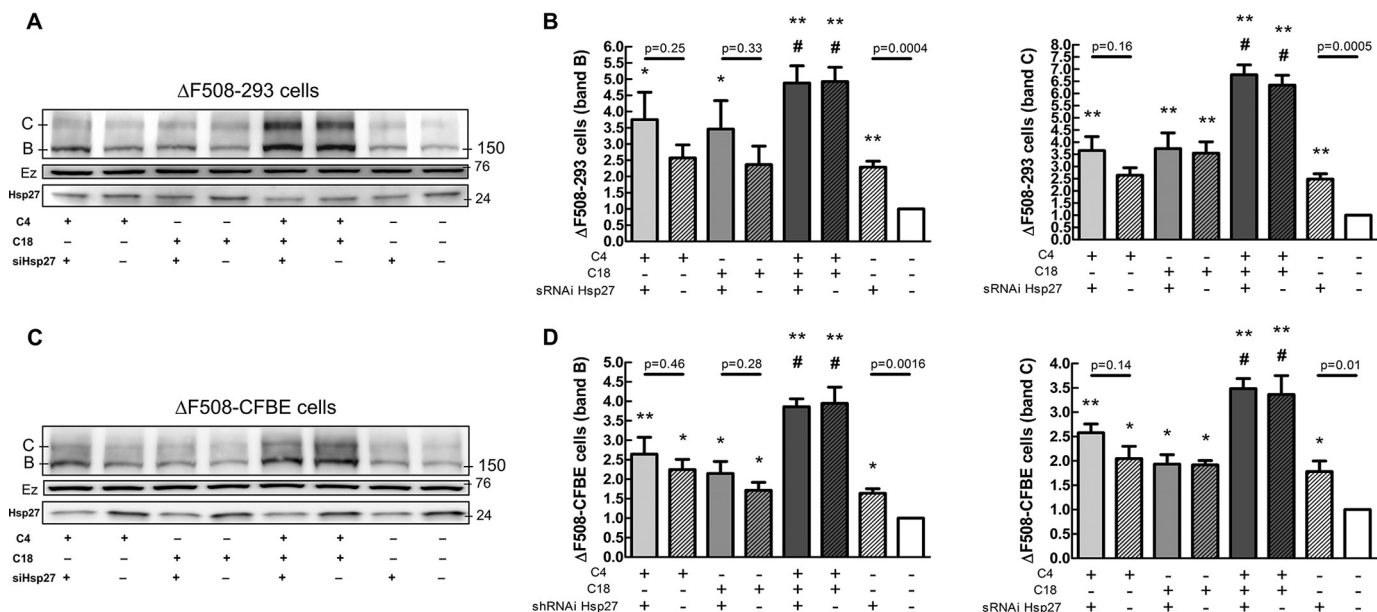 A
ΔF508-293 cells
C
B
150
Ez
76
Hsp27
24
C4 + + – – + + – –
C18 – – + + + + – –
siHsp27 + – + – + – + –
B
ΔF508-293 cells (band B)
6.0
5.5
5.0
4.5
4.0
3.5
3.0
2.5
2.0
1.5
1.0
0.5
0.0
p=0.25 p=0.33 p=0.0004
* * ** # ** # **
C4 + + - - + + - -
C18 - - + + + + - -
sRNAi Hsp27 + - + - + - + -
ΔF508-293 cells (band C)
8.0
7.5
7.0
6.5
6.0
5.5
5.0
4.5
4.0
3.5
3.0
2.5
2.0
1.5
1.0
0.5
0.0
p=0.16 p=0.0005
** ** ** ** # ** # **
C4 + + - - + + - -
C18 - - + + + + - -
sRNAi Hsp27 + - + - + - + -
C
ΔF508-CFBE cells
C
B
150
Ez
76
Hsp27
24
C4 + + – – + + – –
C18 – – + + + + – –
siHsp27 + – + – + – + –
D
ΔF508-CFBE cells (band B)
5.0
4.5
4.0
3.5
3.0
2.5
2.0
1.5
1.0
0.5
0.0
p=0.46 p=0.28 p=0.0016
** * * * ** # ** # *
C4 + + - - + + - -
C18 - - + + + + - -
shRNAi Hsp27 + - + - + - + -
ΔF508-CFBE cells (band C)
4.0
3.5
3.0
2.5
2.0
1.5
1.0
0.5
0.0
p=0.14 p=0.01
** * * * ** # ** # *
C4 + + - - + + - -
C18 - - + + + + - -
sRNAi Hsp27 + - + - + - + -